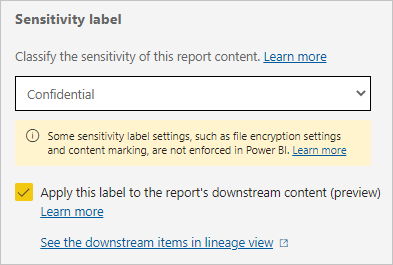 Sensitivity label
Classify the sensitivity of this report content. Learn more
Confidential
Some sensitivity label settings, such as file encryption settings
and content marking, are not enforced in Power BI. Learn more
Apply this label to the report's downstream content (preview)
Learn more
See the downstream items in lineage view